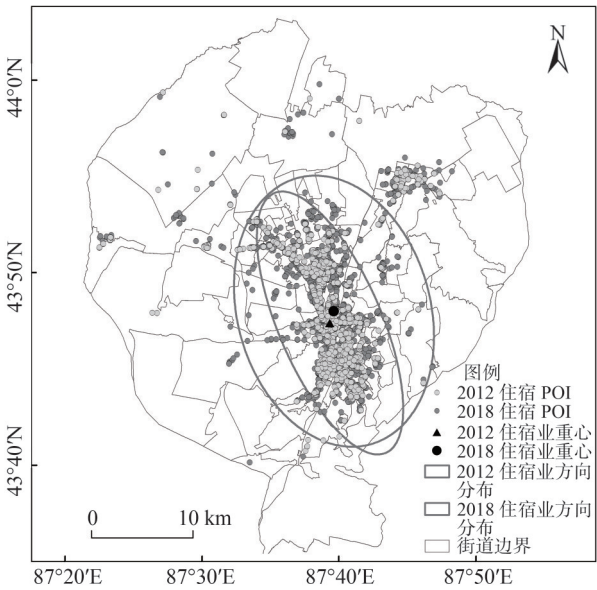 N
44°0′N
43°50′N
43°40′N
图例
2012 住宿 POI
2018 住宿 POI
2012 住宿业重心
2018 住宿业重心
2012 住宿业方向
分布
2018 住宿业方向
分布
街道边界
0 10 km
87°20′E 87°30′E 87°40′E 87°50′E